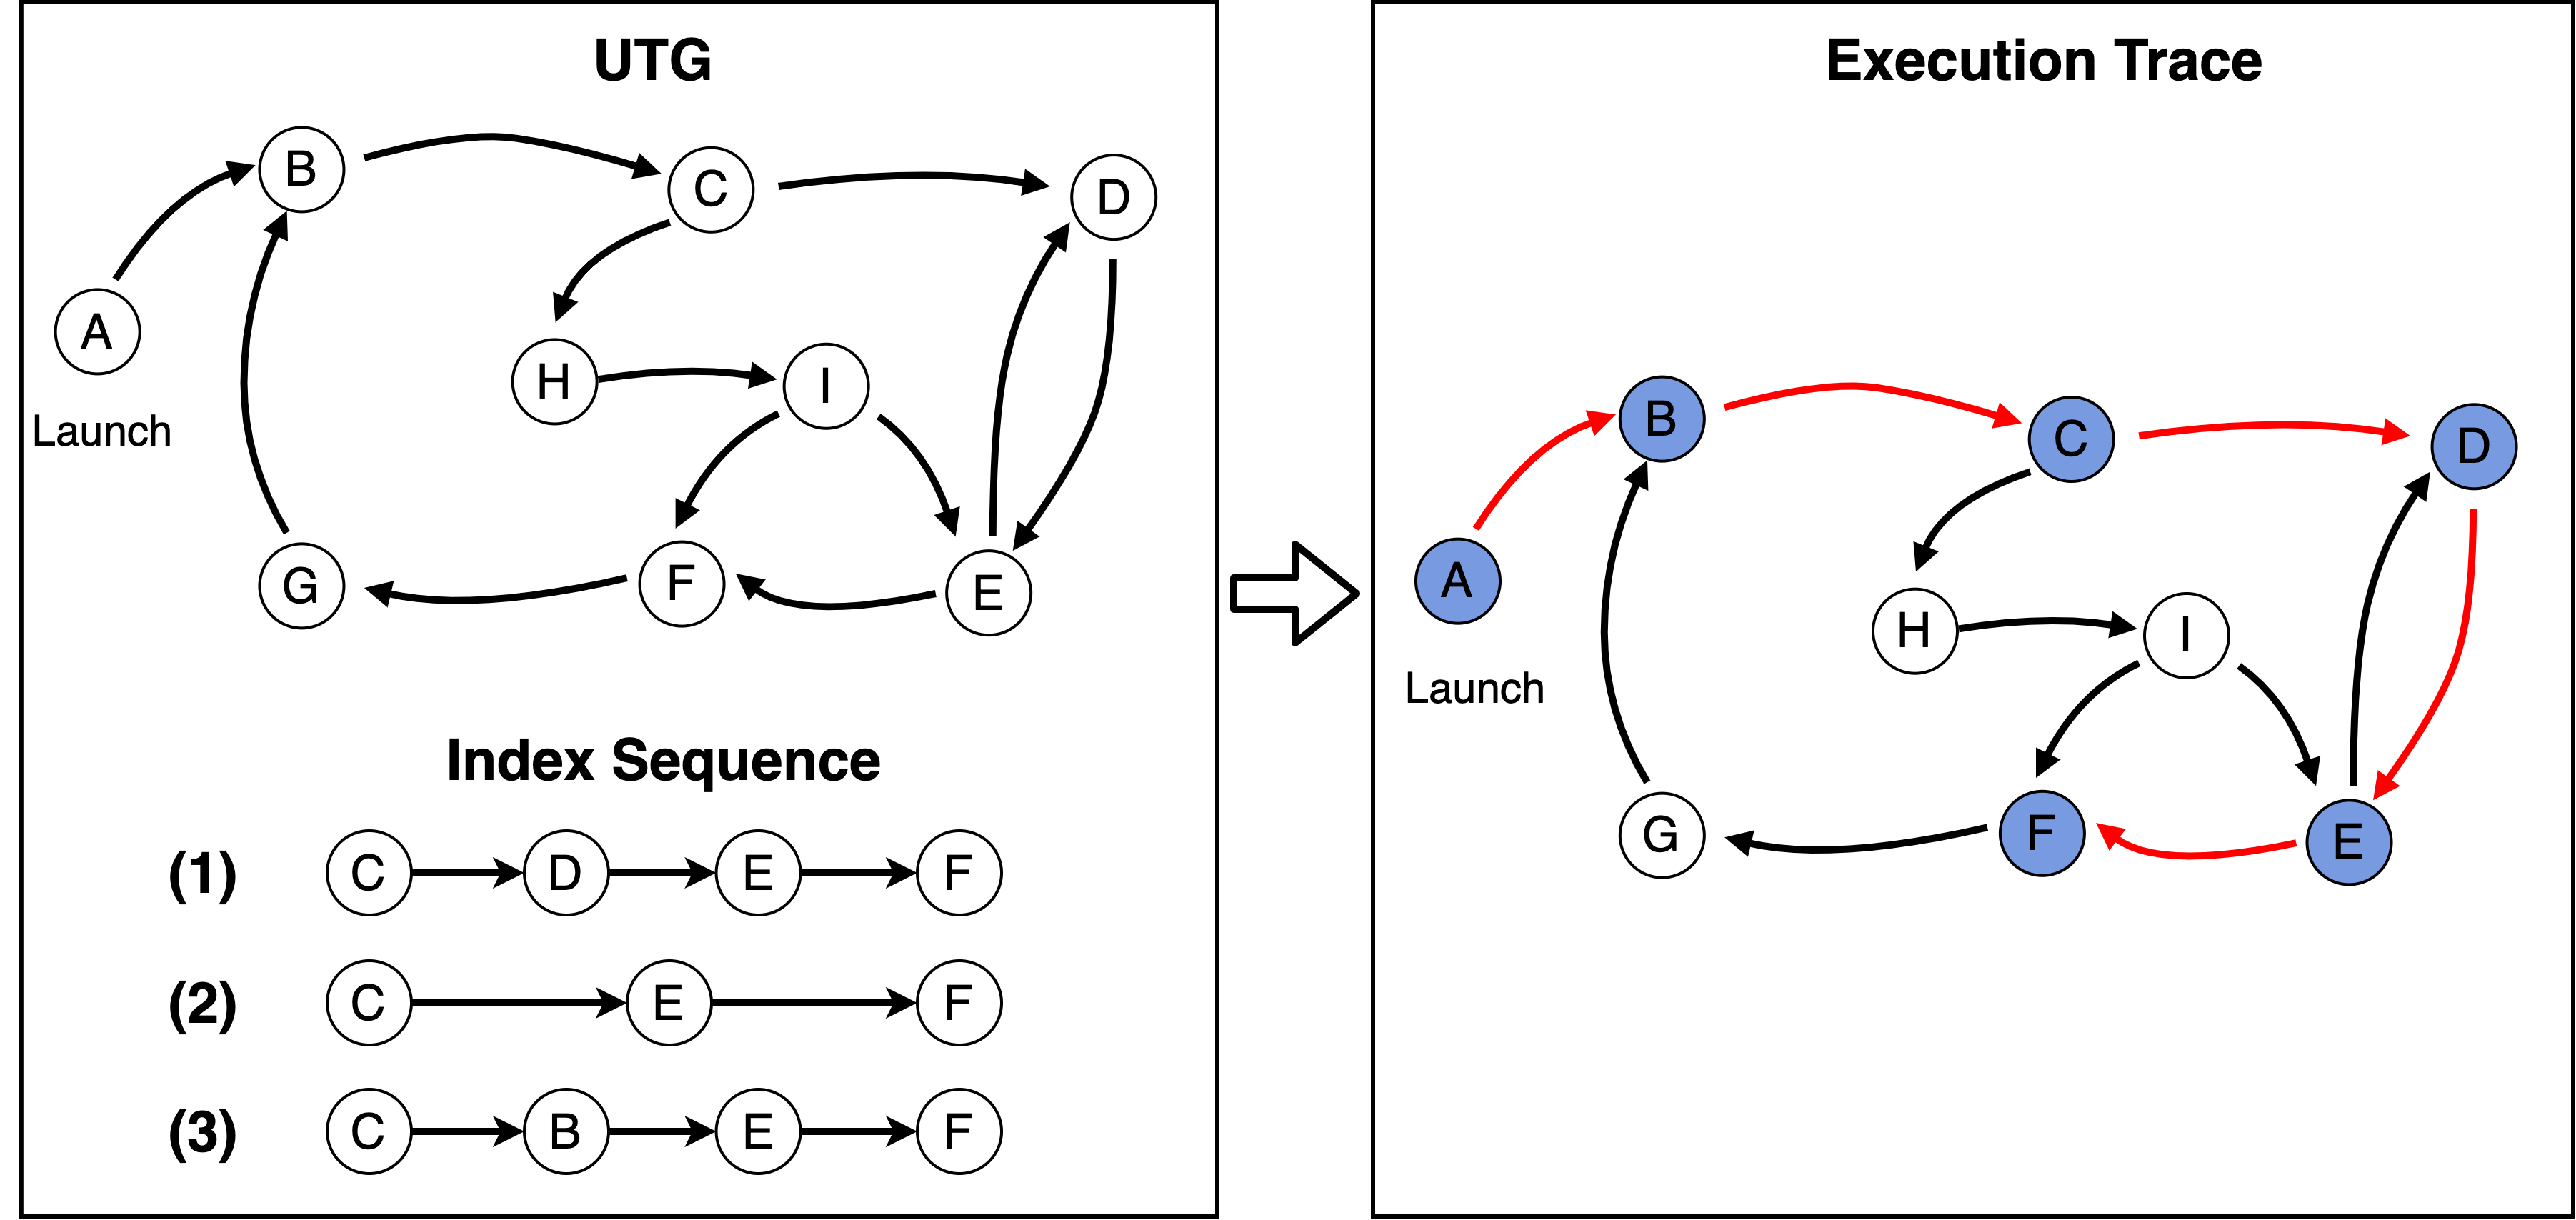 UTG
B
C
D
A
H
I
Launch
G
F
E
Index Sequence
(1) C D E F
(2) C E F
(3) C B E F
Execution Trace
B
C
D
A
H
I
Launch
G
F
E